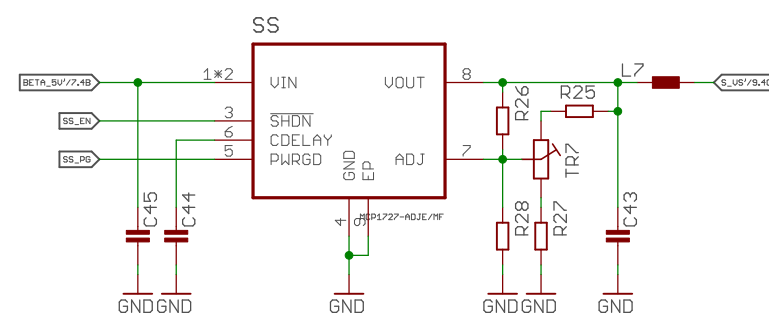 SS
BETA_5V'/7.4B
1*2
VIN
VOUT
8
L7
S_VS'/9.4C
R25
R26
SS_EN
3
SHDN
6
CDELAY
SS_PG
5
PWRGD
GND
EP
ADJ
7
TR7
4
9
MCP1727-ADJE/MF
C45
C44
R28
R27
C43
GND
GND
GND
GND
GND
GND